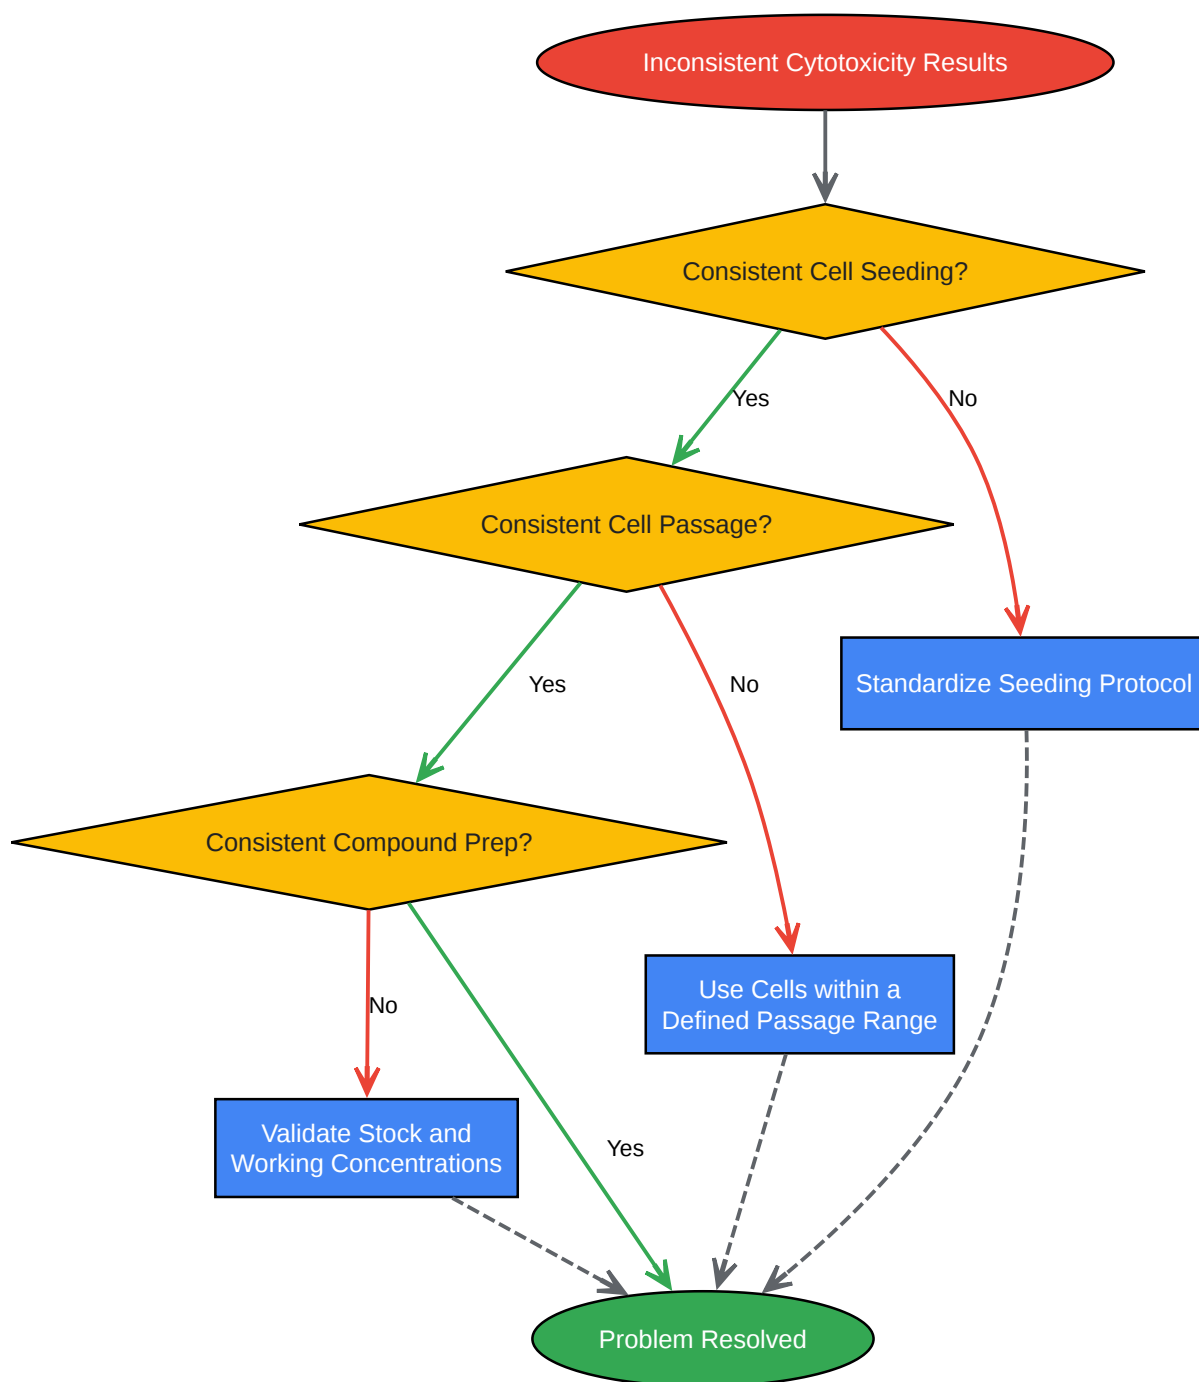 Inconsistent Cytotoxicity Results
Consistent Cell Seeding?
Yes
No
Consistent Cell Passage?
Yes
No
Standardize Seeding Protocol
Consistent Compound Prep?
No
Use Cells within a
Defined Passage Range
Validate Stock and
Working Concentrations
Yes
Problem Resolved